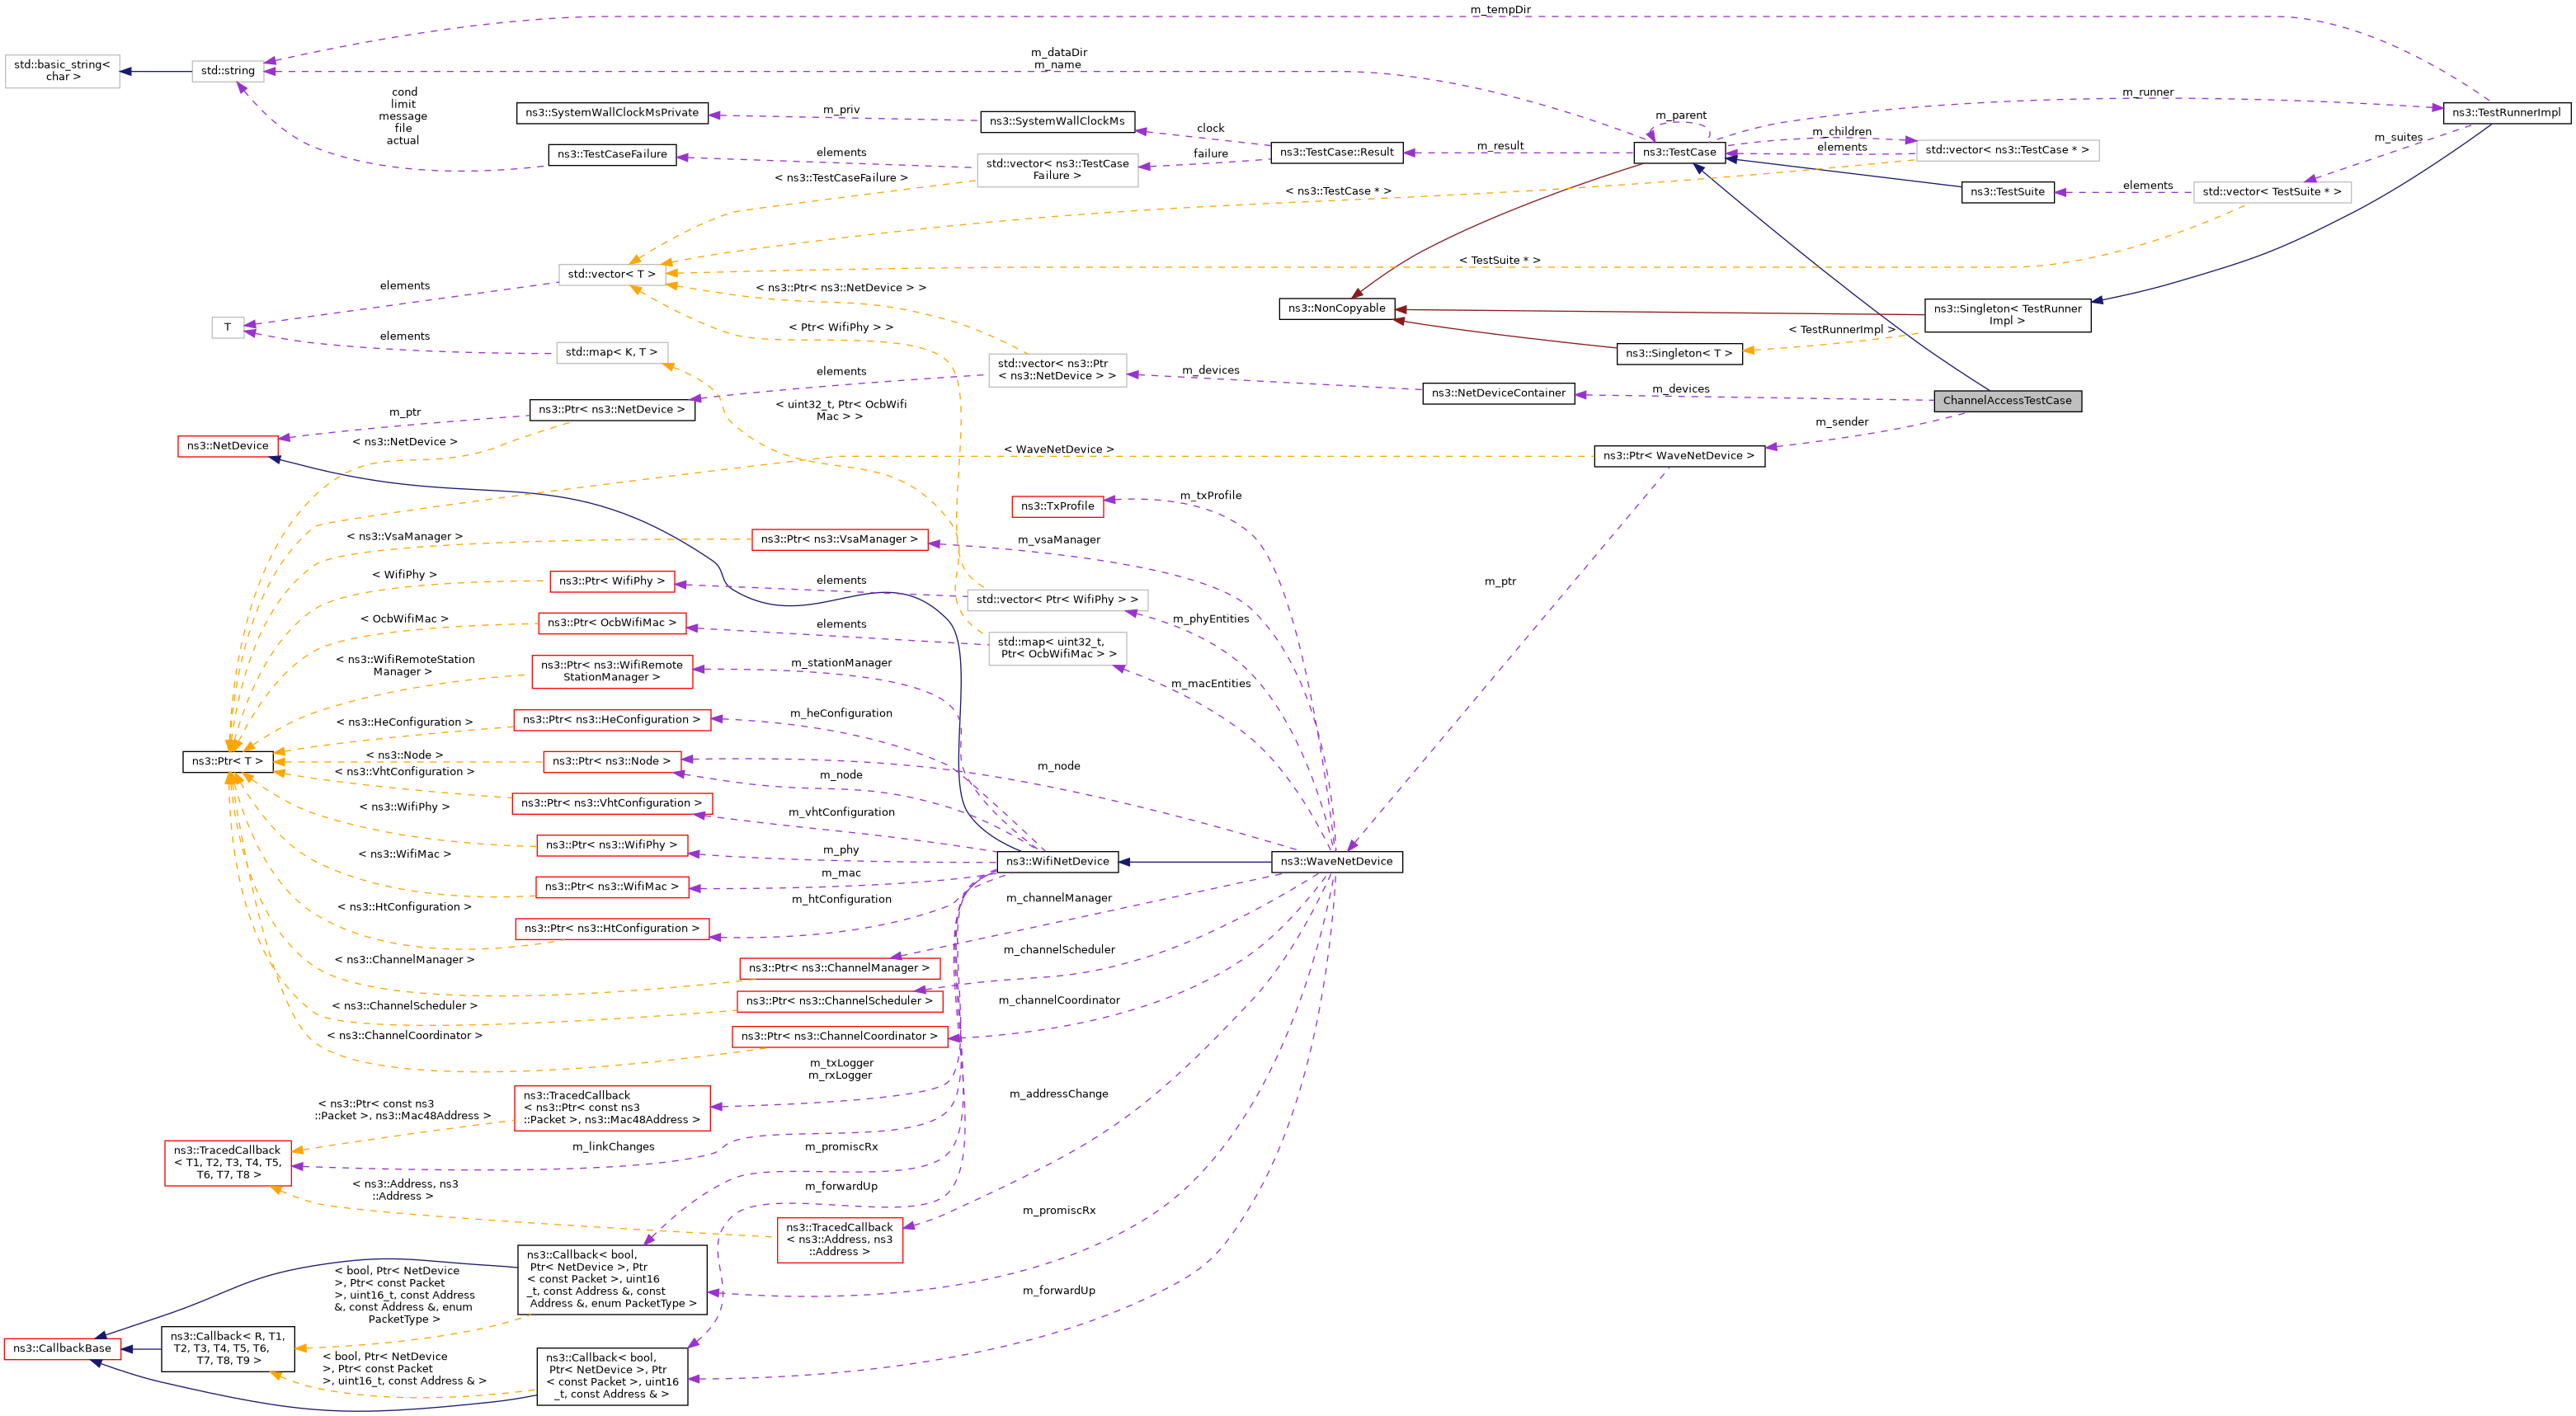 m_tempDir
m_dataDir
m_name
std::basic_string<
char >
std::string
cond
limit
message
file
actual
ns3::SystemWallClockMsPrivate
m_priv
ns3::SystemWallClockMs
clock
failure
ns3::TestCaseFailure
elements
std::vector< ns3::TestCase
Failure >
ns3::TestCase::Result
m_result
m_parent
ns3::TestCase
m_runner
m_children
elements
std::vector< ns3::TestCase * >
ns3::TestRunnerImpl
m_suites
ns3::TestSuite
elements
std::vector< TestSuite * >
< ns3::TestCaseFailure >
< ns3::TestCase * >
< TestSuite * >
std::vector< T >
elements
T
elements
std::map< K, T >
< ns3::Ptr< ns3::NetDevice > >
< Ptr< WifiPhy > >
ns3::NonCopyable
ns3::Singleton< TestRunner
Impl >
< TestRunnerImpl >
ns3::Singleton< T >
std::vector< ns3::Ptr
< ns3::NetDevice > >
elements
m_devices
ns3::NetDeviceContainer
m_devices
ChannelAccessTestCase
m_sender
< uint32_t, Ptr< OcbWifi
Mac > >
ns3::Ptr< ns3::NetDevice >
m_ptr
ns3::NetDevice
< ns3::NetDevice >
< WaveNetDevice >
ns3::Ptr< WaveNetDevice >
m_ptr
ns3::TxProfile
m_txProfile
< ns3::VsaManager >
ns3::Ptr< ns3::VsaManager >
m_vsaManager
< WifiPhy >
ns3::Ptr< WifiPhy >
elements
std::vector< Ptr< WifiPhy > >
m_phyEntities
< OcbWifiMac >
ns3::Ptr< OcbWifiMac >
elements
std::map< uint32_t,
Ptr< OcbWifiMac > >
m_macEntities
< ns3::WifiRemoteStation
Manager >
ns3::Ptr< ns3::WifiRemote
StationManager >
m_stationManager
< ns3::HeConfiguration >
ns3::Ptr< ns3::HeConfiguration >
m_heConfiguration
ns3::Ptr< T >
< ns3::Node >
ns3::Ptr< ns3::Node >
m_node
m_node
< ns3::VhtConfiguration >
ns3::Ptr< ns3::VhtConfiguration >
m_vhtConfiguration
< ns3::WifiPhy >
ns3::Ptr< ns3::WifiPhy >
m_phy
< ns3::WifiMac >
ns3::Ptr< ns3::WifiMac >
m_mac
ns3::WifiNetDevice
ns3::WaveNetDevice
< ns3::HtConfiguration >
ns3::Ptr< ns3::HtConfiguration >
m_htConfiguration
m_channelManager
< ns3::ChannelManager >
ns3::Ptr< ns3::ChannelManager >
m_channelScheduler
< ns3::ChannelScheduler >
ns3::Ptr< ns3::ChannelScheduler >
m_channelCoordinator
< ns3::ChannelCoordinator >
ns3::Ptr< ns3::ChannelCoordinator >
m_txLogger
m_rxLogger
ns3::TracedCallback
< ns3::Ptr< const ns3
::Packet >, ns3::Mac48Address >
< ns3::Ptr< const ns3
::Packet >, ns3::Mac48Address >
m_addressChange
ns3::TracedCallback
< T1, T2, T3, T4, T5,
T6, T7, T8 >
m_linkChanges
m_promiscRx
< ns3::Address, ns3
::Address >
m_forwardUp
ns3::TracedCallback
< ns3::Address, ns3
::Address >
m_promiscRx
ns3::Callback< bool,
Ptr< NetDevice >, Ptr
< const Packet >, uint16
_t, const Address &, const
Address &, enum PacketType >
< bool, Ptr< NetDevice
>, Ptr< const Packet
>, uint16_t, const Address
&, const Address &, enum
PacketType >
m_forwardUp
ns3::CallbackBase
ns3::Callback< R, T1,
T2, T3, T4, T5, T6,
T7, T8, T9 >
< bool, Ptr< NetDevice
>, Ptr< const Packet
>, uint16_t, const Address & >
ns3::Callback< bool,
Ptr< NetDevice >, Ptr
< const Packet >, uint16
_t, const Address & >